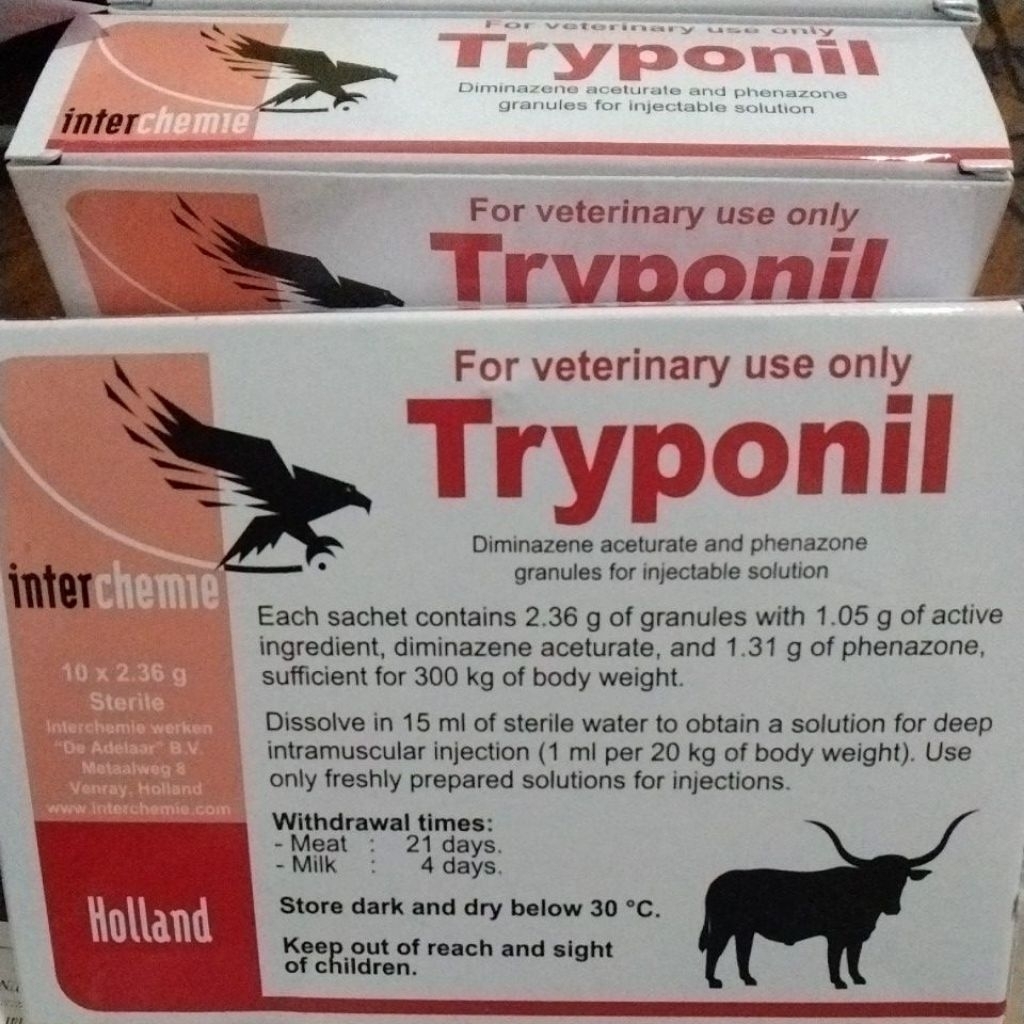 For veterinary use only
Tryponil
Diminazene aceturate and phenazone
granules for injectable solution
interchemie
For veterinary use only
Tryponil
For veterinary use only
Tryponil
Diminazene aceturate and phenazone
granules for injectable solution
interchemie
10 x 2.36 g
Sterile
Interchemie werken
"De Adelaar" B.V.
Metaalweg 8
Venray, Holland
www.interchemie.com
Holland
Each sachet contains 2.36 g of granules with 1.05 g of active
ingredient, diminazene aceturate, and 1.31 g of phenazone,
sufficient for 300 kg of body weight.
Dissolve in 15 ml of sterile water to obtain a solution for deep
intramuscular injection (1 ml per 20 kg of body weight). Use
only freshly prepared solutions for injections.
Withdrawal times:
- Meat : 21 days.
- Milk : 4 days.
Store dark and dry below 30 °C.
Keep out of reach and sight
of children.